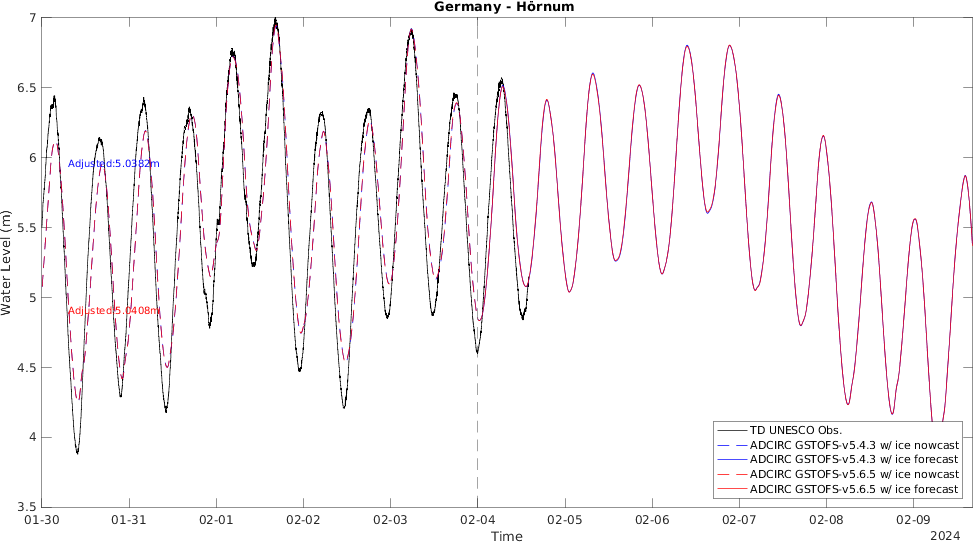 Germany - Hörnum
7
6.5
6
5.5
5
4.5
4
3.5
Water Level (m)
Adjusted:5.0382m
Adjusted:5.0408m
TD UNESCO Obs.
ADCIRC GSTOFS-v5.4.3 w/ ice nowcast
ADCIRC GSTOFS-v5.4.3 w/ ice forecast
ADCIRC GSTOFS-v5.6.5 w/ ice nowcast
ADCIRC GSTOFS-v5.6.5 w/ ice forecast
01-30 01-31 02-01 02-02 02-03 02-04 02-05 02-06 02-07 02-08 02-09
Time
2024